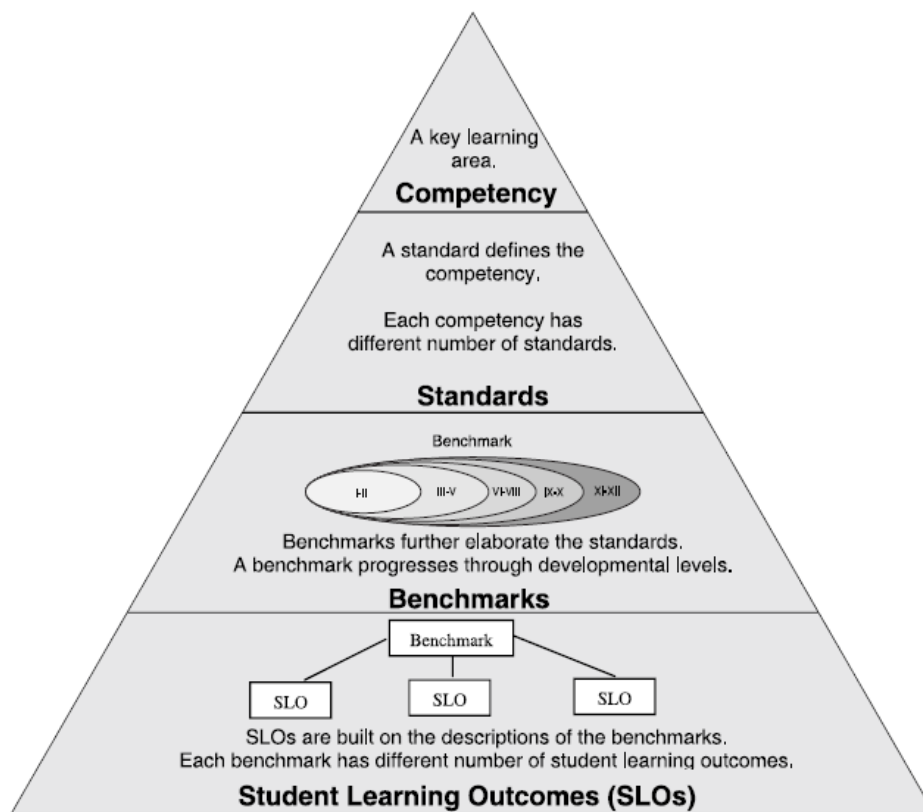 A key learning
area.
Competency
A standard defines the
competency.
Each competency has
different number of standards.
Standards
Benchmark
I-II III-V VI-VIII IX-X XI-XII
Benchmarks further elaborate the standards.
A benchmark progresses through developmental levels.
Benchmarks
Benchmark
SLO SLO SLO
SLOs are built on the descriptions of the benchmarks.
Each benchmark has different number of student learning outcomes.
Student Learning Outcomes (SLOs)